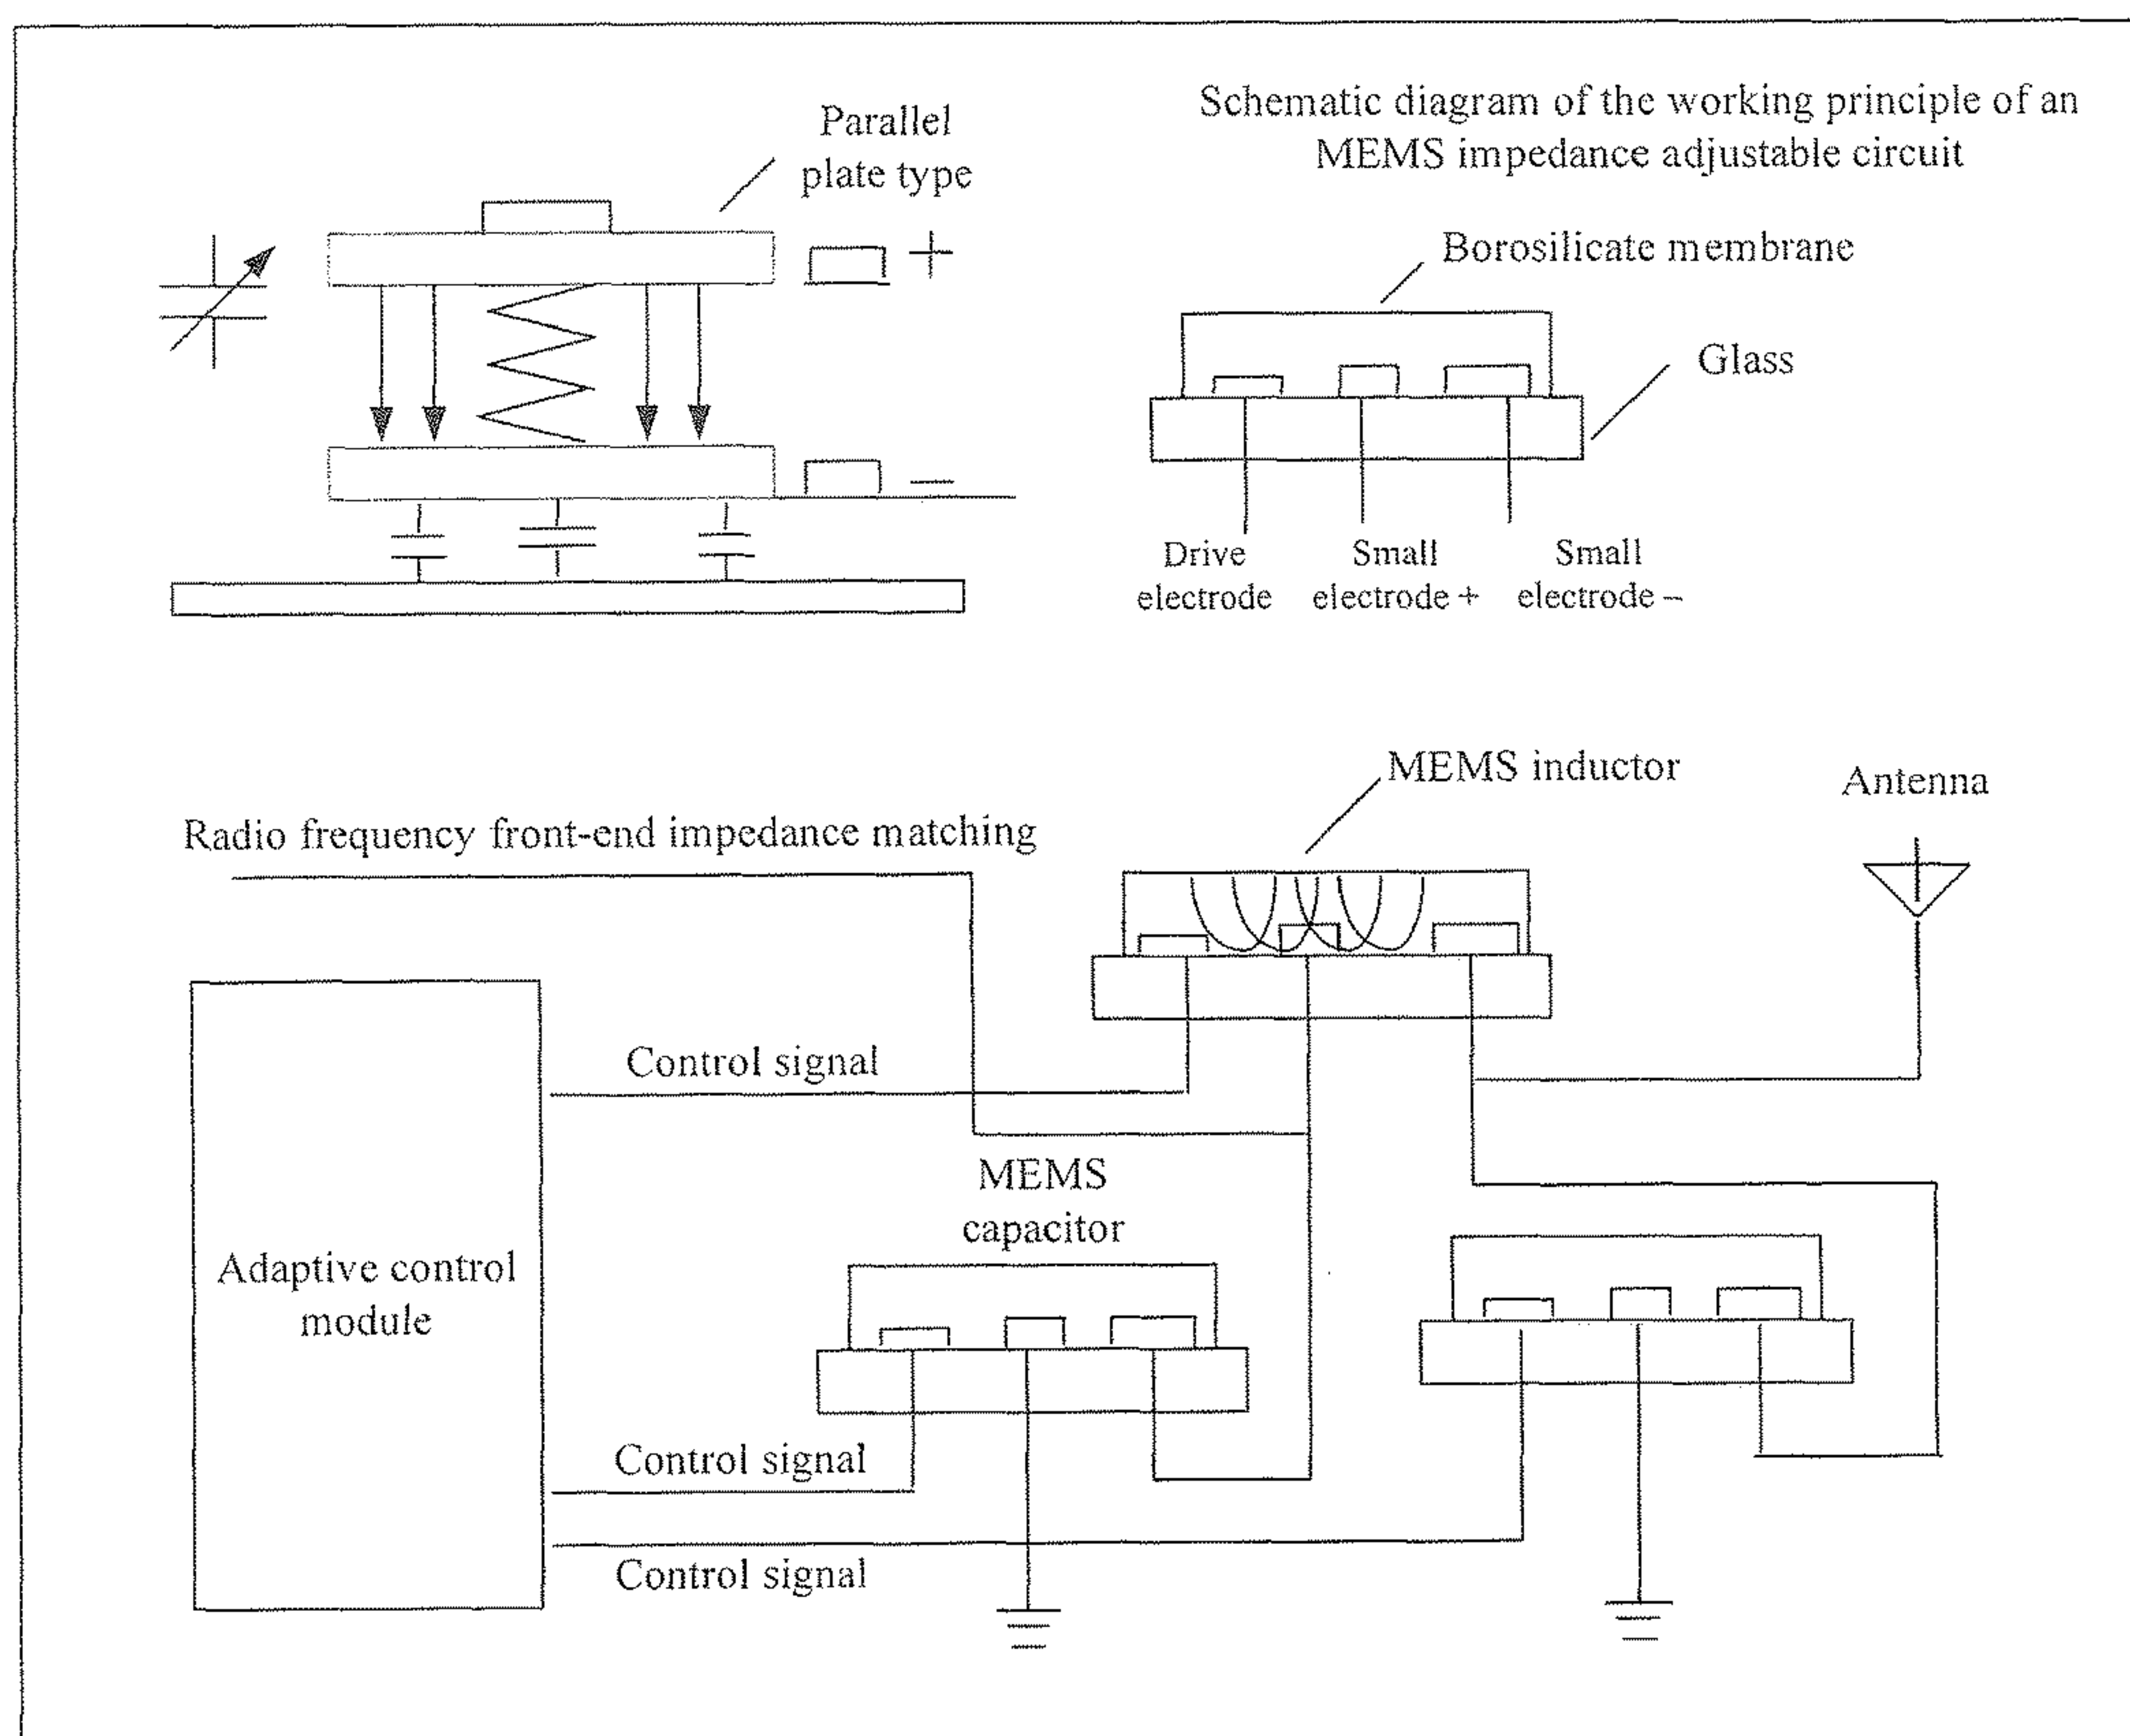 Parallel
plate type
+
−
Schematic diagram of the working principle of an
MEMS impedance adjustable circuit
Borosilicate membrane
Glass
Drive
electrode
Small
electrode +
Small
electrode −
MEMS inductor
Antenna
Radio frequency front-end impedance matching
Control signal
MEMS
capacitor
Adaptive control
module
Control signal
Control signal